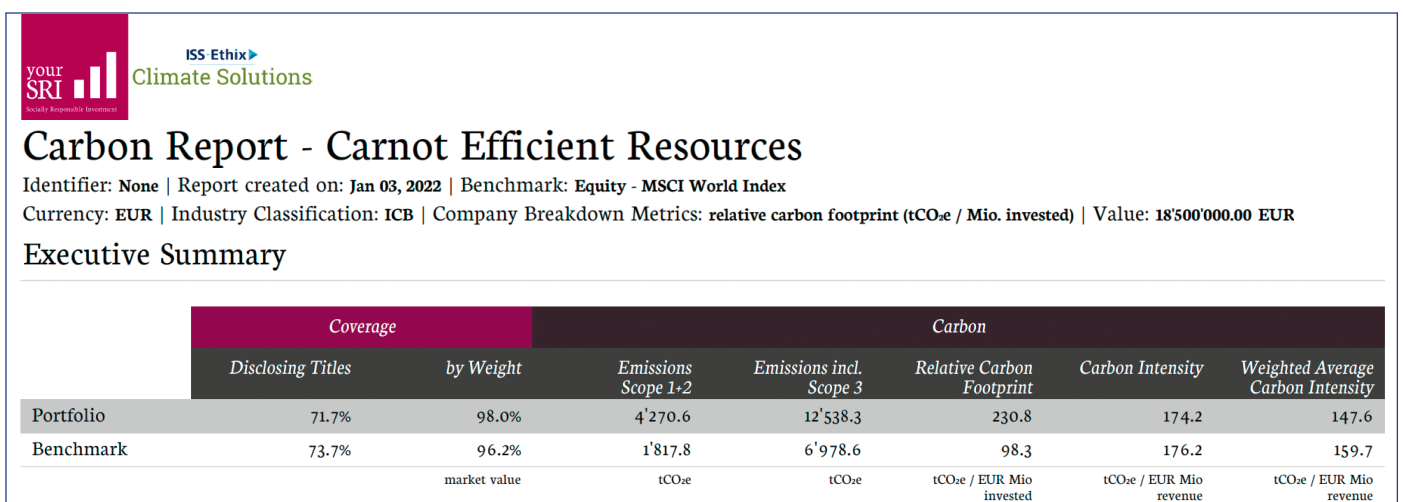 your
SRI
Socially Responsible Investment
ISS-Ethix
Climate Solutions
Carbon Report - Carnot Efficient Resources
Identifier: None | Report created on: Jan 03, 2022 | Benchmark: Equity - MSCI World Index
Currency: EUR | Industry Classification: ICB | Company Breakdown Metrics: relative carbon footprint (tCO₂e / Mio. invested) | Value: 18'500'000.00 EUR
Executive Summary
Coverage Carbon
Disclosing Titles by Weight Emissions Emissions incl. Relative Carbon Carbon Intensity Weighted Average
Scope 1+2 Scope 3 Footprint Carbon Intensity
Portfolio 71.7% 98.0% 4'270.6 12'538.3 230.8 174.2 147.6
Benchmark 73.7% 96.2% 1'817.8 6'978.6 98.3 176.2 159.7
market value tCO₂e tCO₂e tCO₂e / EUR Mio tCO₂e / EUR Mio tCO₂e / EUR Mio
invested revenue revenue